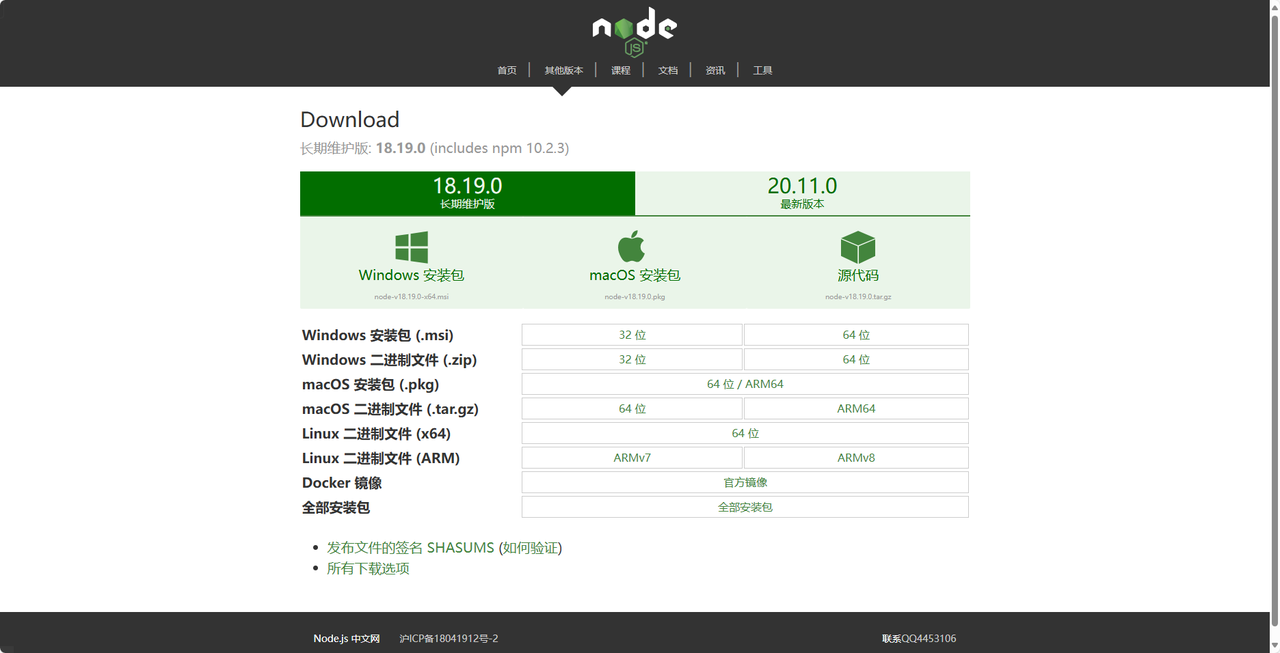 node
JS
首页 其他版本 课程 文档 资讯 工具
Download
长期维护版: 18.19.0 (includes npm 10.2.3)
18.19.0 20.11.0
长期维护版 最新版本
Windows 安装包 macOS 安装包 源代码
node-v18.19.0-x64.msi node-v18.19.0.pkg node-v18.19.0.tar.gz
Windows 安装包 (.msi) 32 位 64 位
Windows 二进制文件 (.zip) 32 位 64 位
macOS 安装包 (.pkg) 64 位 / ARM64
macOS 二进制文件 (.tar.gz) 64 位 ARM64
Linux 二进制文件 (x64) 64 位
Linux 二进制文件 (ARM) ARMv7 ARMv8
Docker 镜像 官方镜像
全部安装包 全部安装包
发布文件的签名 SHASUMS (如何验证)
所有下载选项
Node.js 中文网 沪ICP备18041912号-2 联系QQ4453106